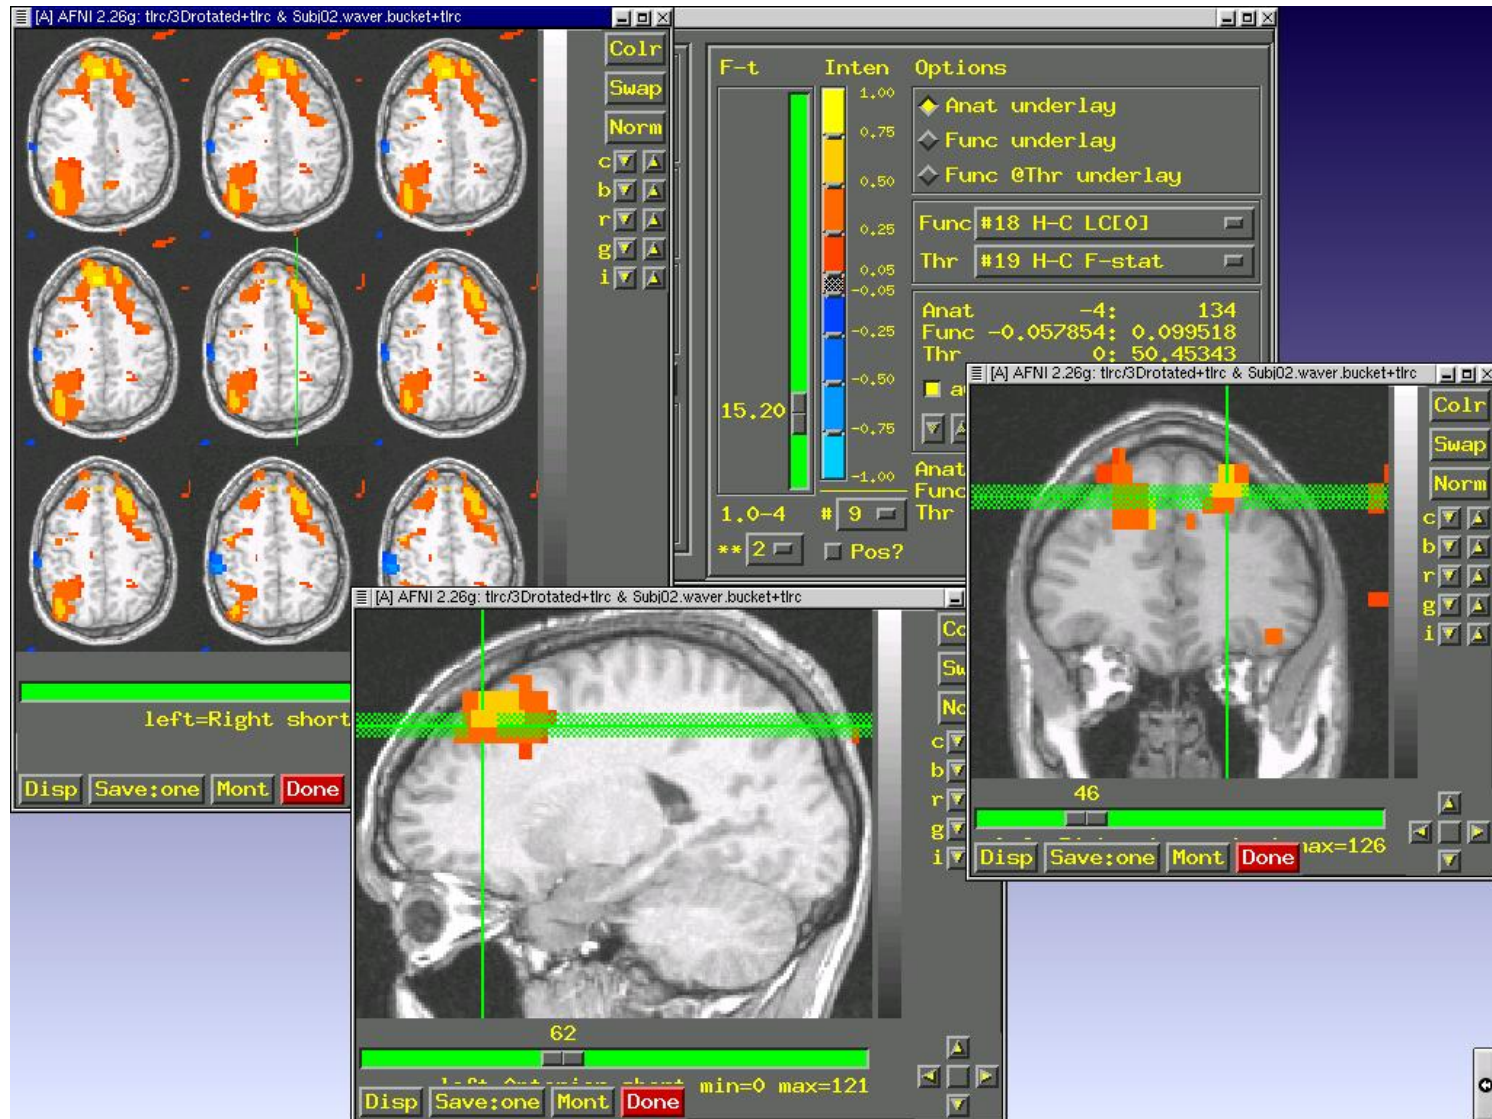 [A] AFNI 2.26g: tlrc/3Drotated+tlrc & Subj02.waver.bucket+tlrc
Colr
Swap
Norm
c
b
r
g
i
left=Right short
Disp Save:one Mont Done
F-t Inten Options
1.00
0.75
0.50
0.25
0.05
-0.05
-0.25
-0.50
-0.75
-1.00
15.20
1.0-4 # 9
** 2 Pos?
Anat underlay
Func underlay
Func @Thr underlay
Func #18 H-C LC[0]
Thr #19 H-C F-stat
Anat -4: 134
Func -0.057854: 0.099518
Thr 0: 50.45343
Anat
Func
Thr
[A] AFNI 2.26g: tlrc/3Drotated+tlrc & Subj02.waver.bucket+tlrc
Colr
Swap
Norm
c
b
r
g
i
46
max=126
Disp Save:one Mont Done
[A] AFNI 2.26g: tlrc/3Drotated+tlrc & Subj02.waver.bucket+tlrc
c
b
r
g
i
62
min=0 max=121
Disp Save:one Mont Done